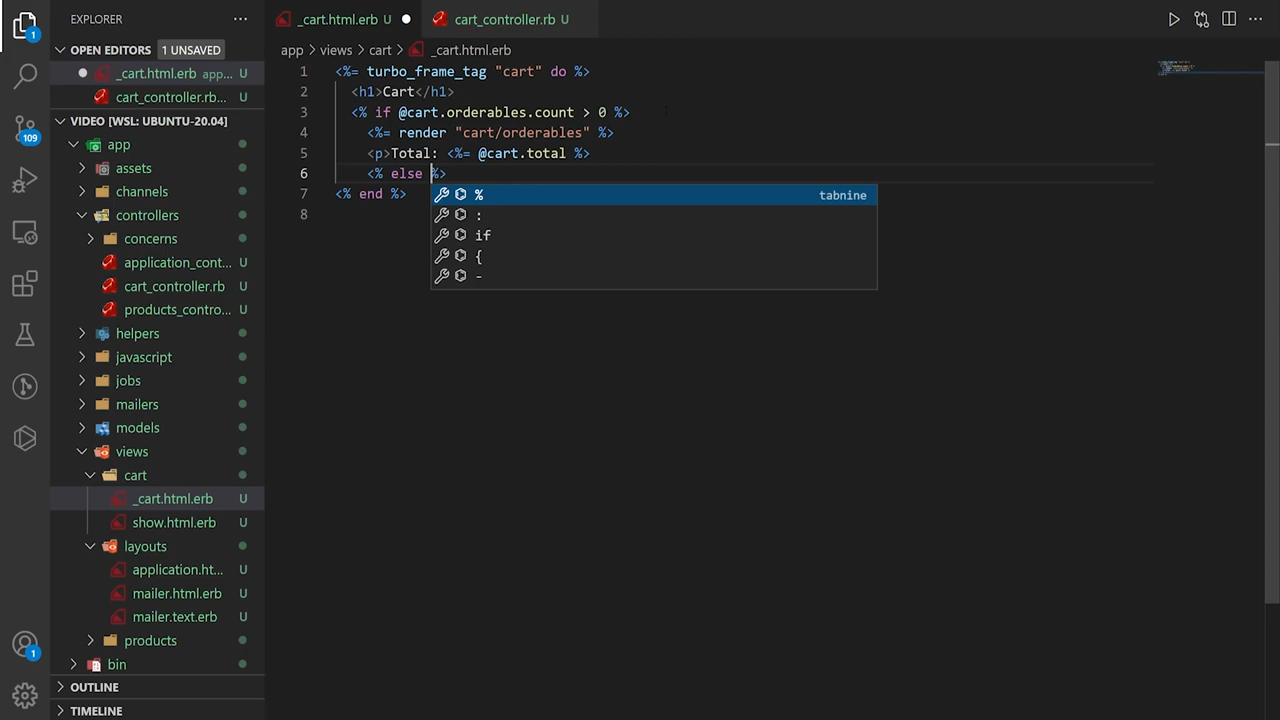 EXPLORER
_cart.html.erb U
cart_controller.rb U
OPEN EDITORS 1 UNSAVED
_cart.html.erb app...
cart_controller.rb... U
VIDEO [WSL: UBUNTU-20.04]
app
assets
channels
controllers
concerns
application_cont... U
cart_controller.rb U
products_contro... U
helpers
javascript
jobs
mailers
models
views
cart
_cart.html.erb U
show.html.erb U
layouts
application.ht... U
mailer.html.erb U
mailer.text.erb U
products
bin
OUTLINE
TIMELINE
1
109
1
app > views > cart > _cart.html.erb
1 <%= turbo_frame_tag "cart" do %>
2 <h1>Cart</h1>
3 <% if @cart.orderables.count > 0 %>
4 <%= render "cart/orderables" %>
5 <p>Total: <%= @cart.total %>
6 <% else %>
7 <% end %>
8
% tabnine
:
if
{
-